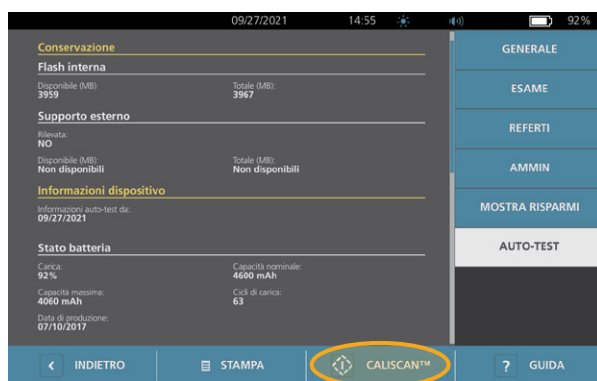 09/27/2021 14:55 92%
Conservazione
Flash interna
Disponibile (MB): Totale (MB):
3959 3967
Supporto esterno
Rilevata:
NO
Disponibile (MB): Totale (MB):
Non disponibili Non disponibili
Informazioni dispositivo
Informazioni auto-test da:
09/27/2021
Stato batteria
Carica: Capacità nominale:
92% 4600 mAh
Capacità massima: Cicli di carica:
4060 mAh 63
Data di produzione:
07/10/2017
GENERALE
ESAME
REFERTI
AMMIN
MOSTRA RISPARMI
AUTO-TEST
< INDIETRO STAMPA CALISCAN™ ? GUIDA